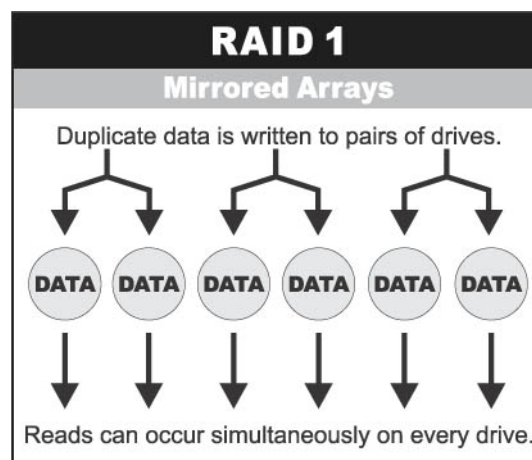 RAID 1
Mirrored Arrays
Duplicate data is written to pairs of drives.
DATA DATA DATA DATA DATA DATA
Reads can occur simultaneously on every drive.